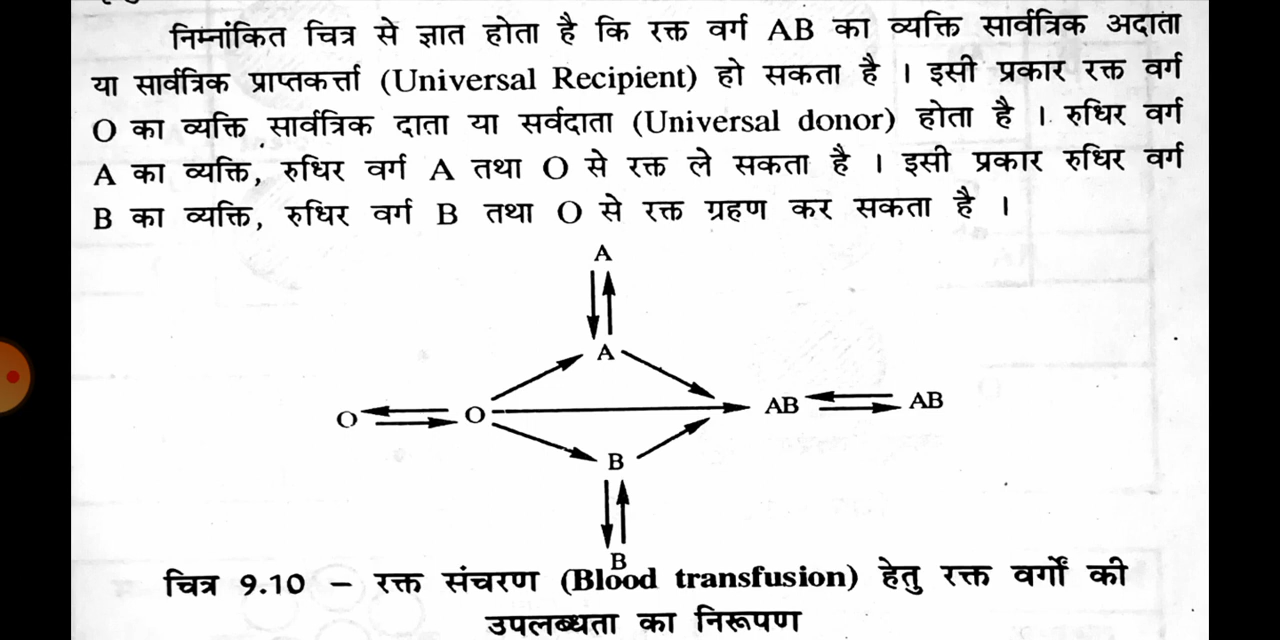 निम्नांकित चित्र से ज्ञात होता है कि रक्त वर्ग AB का व्यक्ति सार्वत्रिक अदाता
या सार्वत्रिक प्राप्तकर्त्ता (Universal Recipient) हो सकता है । इसी प्रकार रक्त वर्ग
O का व्यक्ति सार्वत्रिक दाता या सर्वदाता (Universal donor) होता है । रुधिर वर्ग
A का व्यक्ति, रुधिर वर्ग A तथा O से रक्त ले सकता है । इसी प्रकार रुधिर वर्ग
B का व्यक्ति, रुधिर वर्ग B तथा O से रक्त ग्रहण कर सकता है ।
A
A
O O AB AB
B
B
चित्र 9.10 – रक्त संचरण (Blood transfusion) हेतु रक्त वर्गों की
उपलब्धता का निरूपण